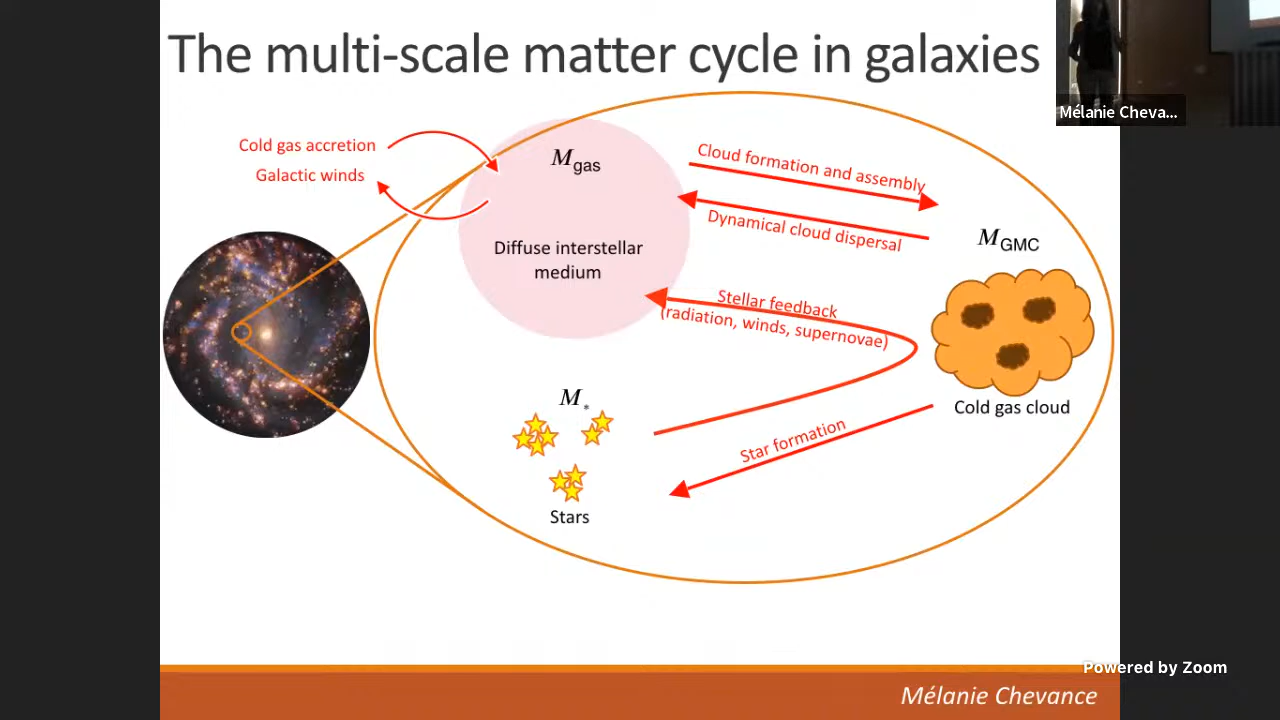 The multi-scale matter cycle in galaxies
Mélanie Cheva...
Cold gas accretion
Galactic winds
Mgas
Diffuse interstellar
medium
Cloud formation and assembly
Dynamical cloud dispersal
MGMC
Stellar feedback
(radiation, winds, supernovae)
Cold gas cloud
M*
Star formation
Stars
Powered by Zoom
Mélanie Chevance